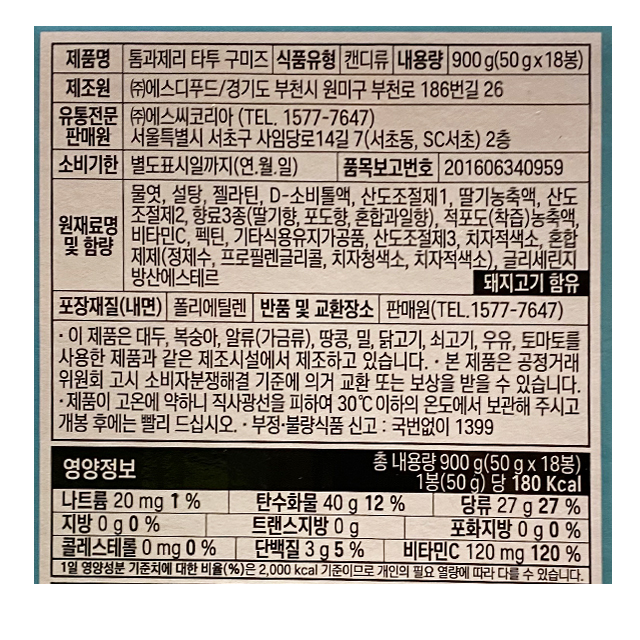 제품명 톰과제리 타투 구미즈 식품유형 캔디류 내용량 900g(50g x 18봉)
제조원 ㈜에스디푸드/경기도 부천시 원미구 부천로 186번길 26
유통전문 ㈜에스씨코리아 (TEL. 1577-7647)
판매원 서울특별시 서초구 사임당로14길 7(서초동, SC서초) 2층
소비기한 별도표시일까지(연.월.일) 품목보고번호 201606340959
원재료명 및 함량
물엿, 설탕, 젤라틴, D-소비톨액, 산도조절제1, 딸기농축액, 산도
조절제2, 향료3종(딸기향, 포도향, 혼합과일향), 적포도(착즙)농축액,
비타민C, 펙틴, 기타식용유지가공품, 산도조절제3, 치자적색소, 혼합
제제(정제수, 프로필렌글리콜, 치자청색소, 치자적색소), 글리세린지
방산에스테르 돼지고기 함유
포장재질(내면) 폴리에틸렌 반품 및 교환장소 판매원(TEL.1577-7647)
· 이 제품은 대두, 복숭아, 알류(가금류), 땅콩, 밀, 닭고기, 쇠고기, 우유, 토마토를
사용한 제품과 같은 제조시설에서 제조하고 있습니다. · 본 제품은 공정거래
위원회 고시 소비자분쟁해결 기준에 의거 교환 또는 보상을 받을 수 있습니다.
·제품이 고온에 약하니 직사광선을 피하여 30℃ 이하의 온도에서 보관해 주시고
개봉 후에는 빨리 드십시오. · 부정·불량식품 신고 : 국번없이 1399
영양정보 총 내용량 900 g(50 g x 18봉)
1봉(50 g) 당 180 Kcal
나트륨 20 mg 1 % 탄수화물 40 g 12 % 당류 27 g 27 %
지방 0 g 0 % 트랜스지방 0 g 포화지방 0 g 0 %
콜레스테롤 0 mg 0 % 단백질 3 g 5 % 비타민C 120 mg 120 %
1일 영양성분 기준치에 대한 비율(%)은 2,000 kcal 기준이므로 개인의 필요 열량에 따라 다를 수 있습니다.